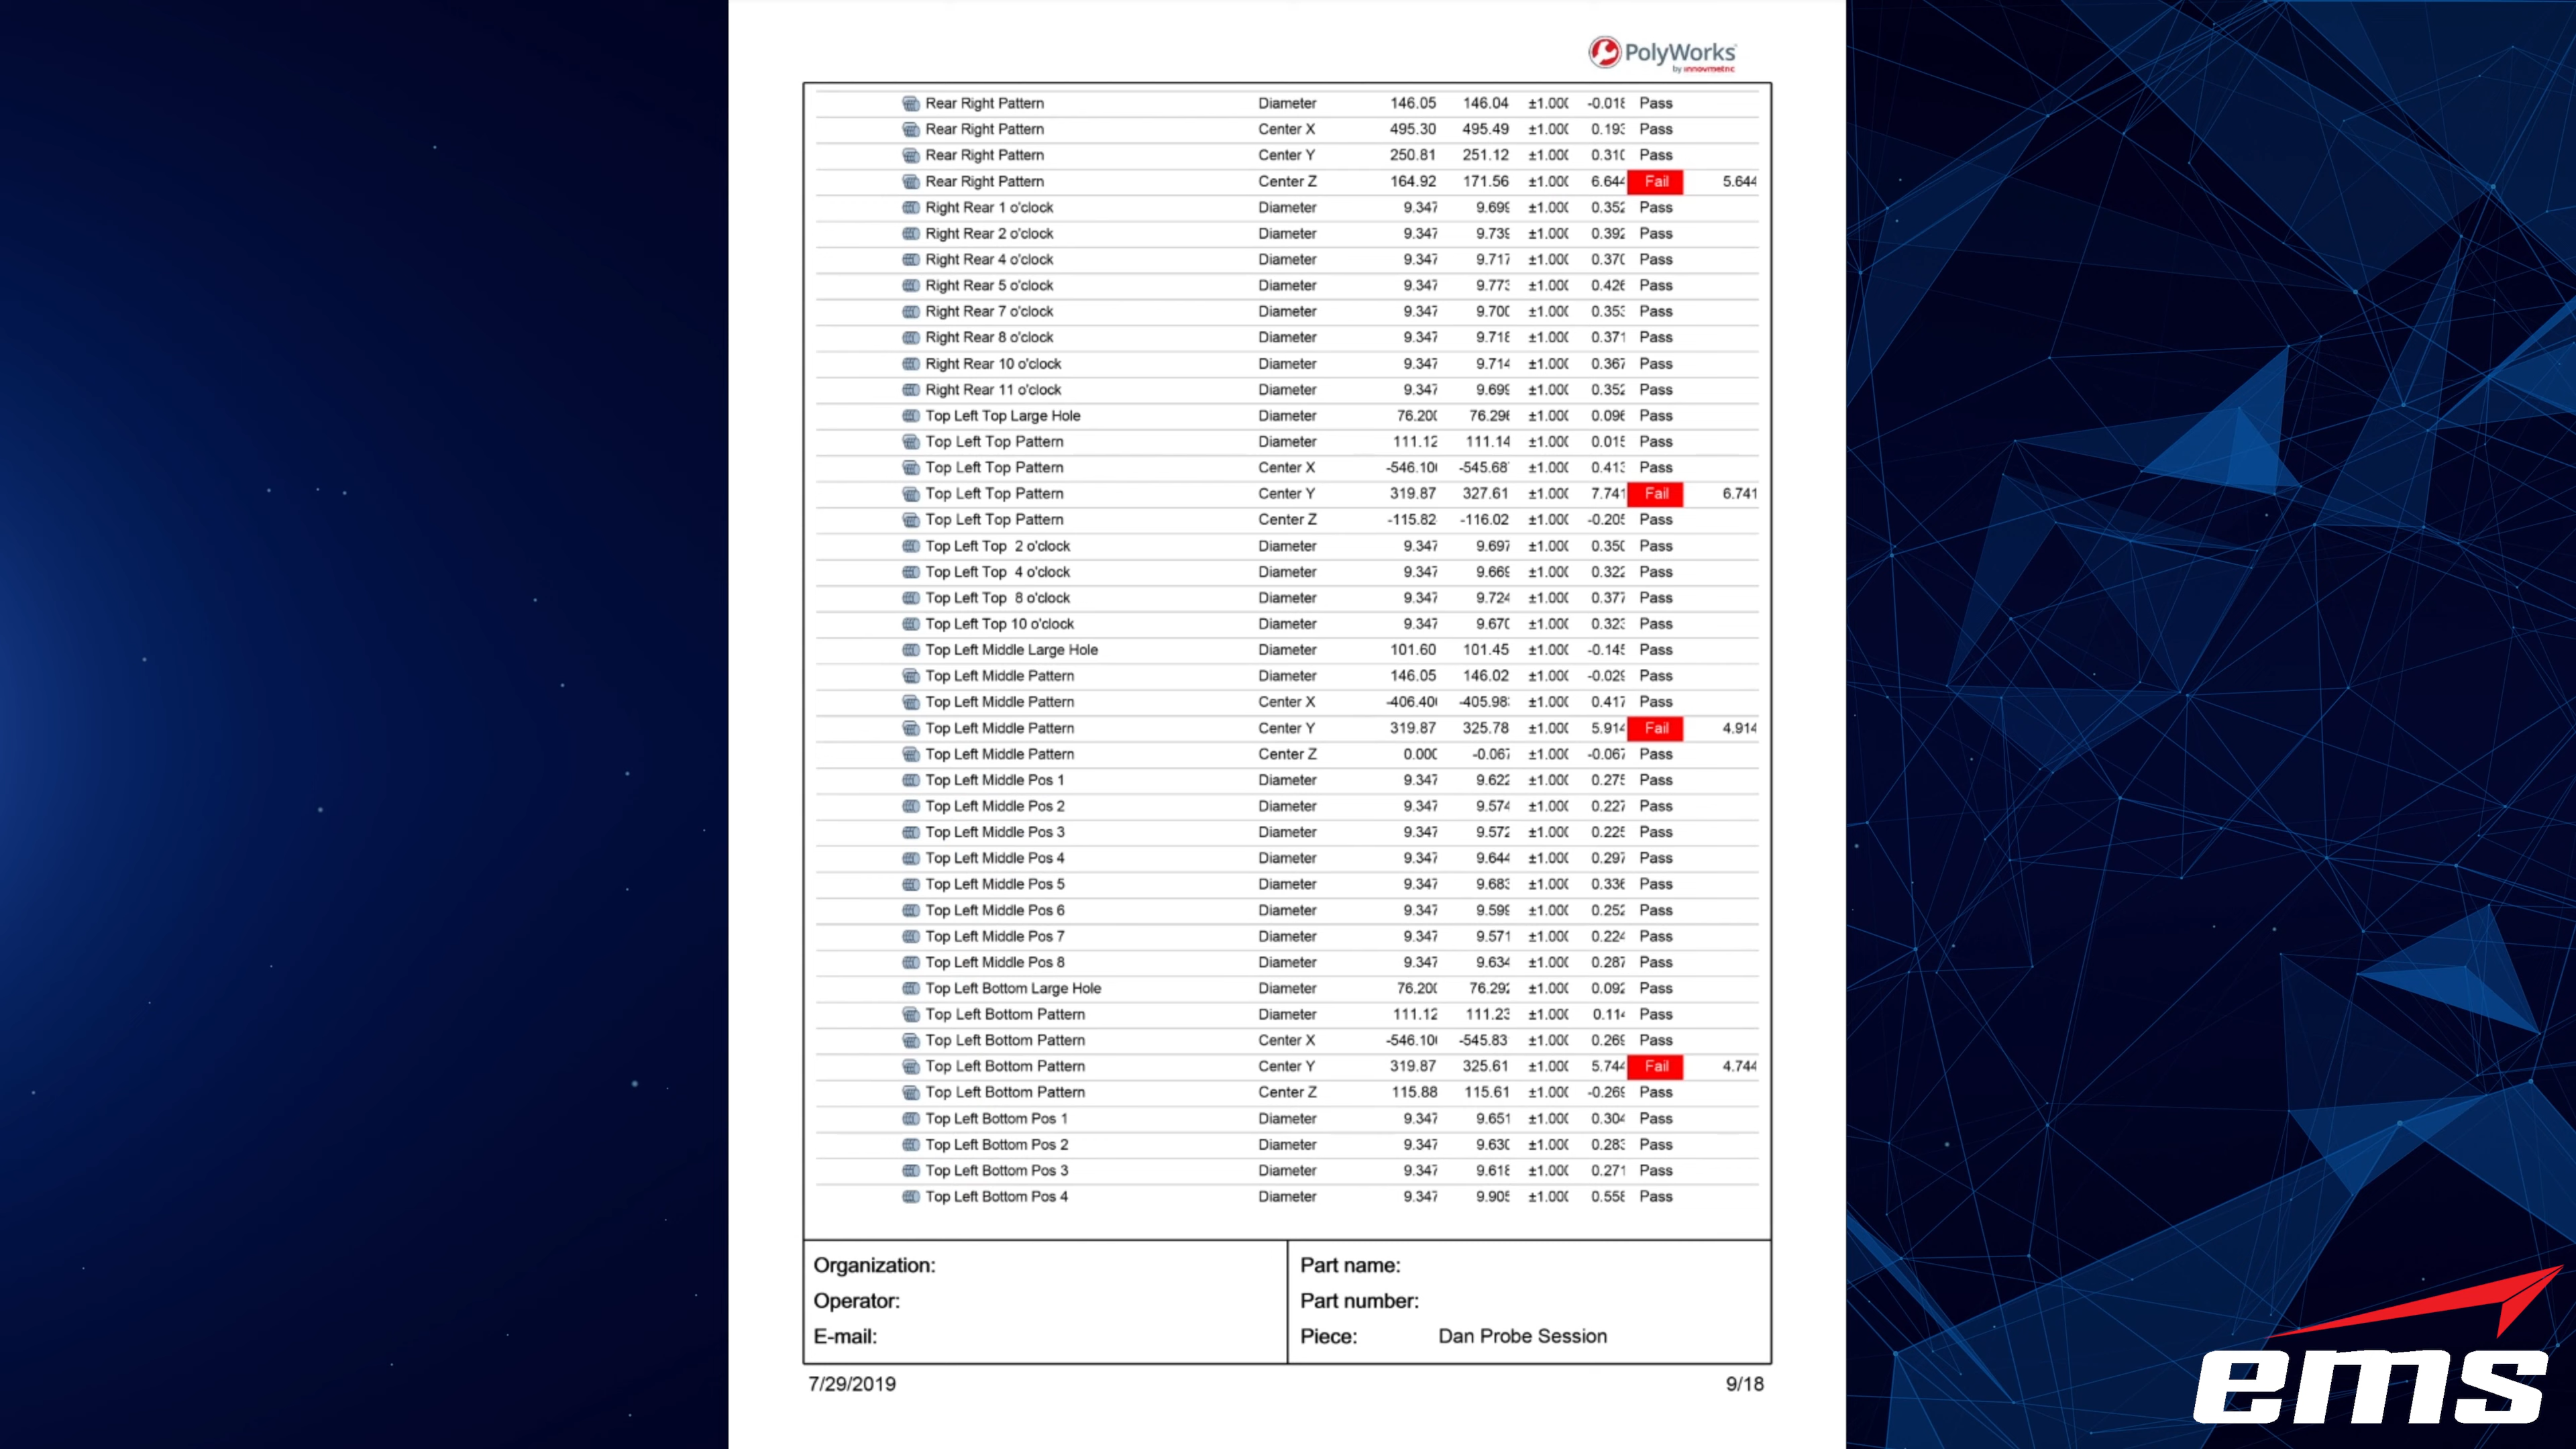 PolyWorks
by innovmetric
Rear Right Pattern Diameter 146.05 146.04 ±1.000 -0.018 Pass
Rear Right Pattern Center X 495.30 495.49 ±1.000 0.193 Pass
Rear Right Pattern Center Y 250.81 251.12 ±1.000 0.310 Pass
Rear Right Pattern Center Z 164.92 171.56 ±1.000 6.644 Fail 5.644
Right Rear 1 o'clock Diameter 9.347 9.699 ±1.000 0.352 Pass
Right Rear 2 o'clock Diameter 9.347 9.739 ±1.000 0.392 Pass
Right Rear 4 o'clock Diameter 9.347 9.717 ±1.000 0.370 Pass
Right Rear 5 o'clock Diameter 9.347 9.773 ±1.000 0.426 Pass
Right Rear 7 o'clock Diameter 9.347 9.700 ±1.000 0.353 Pass
Right Rear 8 o'clock Diameter 9.347 9.718 ±1.000 0.371 Pass
Right Rear 10 o'clock Diameter 9.347 9.714 ±1.000 0.367 Pass
Right Rear 11 o'clock Diameter 9.347 9.699 ±1.000 0.352 Pass
Top Left Top Large Hole Diameter 76.200 76.296 ±1.000 0.096 Pass
Top Left Top Pattern Diameter 111.12 111.14 ±1.000 0.015 Pass
Top Left Top Pattern Center X -546.100 -545.68 ±1.000 0.413 Pass
Top Left Top Pattern Center Y 319.87 327.61 ±1.000 7.741 Fail 6.741
Top Left Top Pattern Center Z -115.82 -116.02 ±1.000 -0.205 Pass
Top Left Top 2 o'clock Diameter 9.347 9.697 ±1.000 0.350 Pass
Top Left Top 4 o'clock Diameter 9.347 9.669 ±1.000 0.322 Pass
Top Left Top 8 o'clock Diameter 9.347 9.724 ±1.000 0.377 Pass
Top Left Top 10 o'clock Diameter 9.347 9.670 ±1.000 0.323 Pass
Top Left Middle Large Hole Diameter 101.60 101.45 ±1.000 -0.145 Pass
Top Left Middle Pattern Diameter 146.05 146.02 ±1.000 -0.029 Pass
Top Left Middle Pattern Center X -406.400 -405.98 ±1.000 0.417 Pass
Top Left Middle Pattern Center Y 319.87 325.78 ±1.000 5.914 Fail 4.914
Top Left Middle Pattern Center Z 0.000 -0.067 ±1.000 -0.067 Pass
Top Left Middle Pos 1 Diameter 9.347 9.622 ±1.000 0.275 Pass
Top Left Middle Pos 2 Diameter 9.347 9.574 ±1.000 0.227 Pass
Top Left Middle Pos 3 Diameter 9.347 9.572 ±1.000 0.225 Pass
Top Left Middle Pos 4 Diameter 9.347 9.644 ±1.000 0.297 Pass
Top Left Middle Pos 5 Diameter 9.347 9.683 ±1.000 0.336 Pass
Top Left Middle Pos 6 Diameter 9.347 9.599 ±1.000 0.252 Pass
Top Left Middle Pos 7 Diameter 9.347 9.571 ±1.000 0.224 Pass
Top Left Middle Pos 8 Diameter 9.347 9.634 ±1.000 0.287 Pass
Top Left Bottom Large Hole Diameter 76.200 76.292 ±1.000 0.092 Pass
Top Left Bottom Pattern Diameter 111.12 111.23 ±1.000 0.114 Pass
Top Left Bottom Pattern Center X -546.100 -545.83 ±1.000 0.269 Pass
Top Left Bottom Pattern Center Y 319.87 325.61 ±1.000 5.744 Fail 4.744
Top Left Bottom Pattern Center Z 115.88 115.61 ±1.000 -0.269 Pass
Top Left Bottom Pos 1 Diameter 9.347 9.651 ±1.000 0.304 Pass
Top Left Bottom Pos 2 Diameter 9.347 9.630 ±1.000 0.283 Pass
Top Left Bottom Pos 3 Diameter 9.347 9.618 ±1.000 0.271 Pass
Top Left Bottom Pos 4 Diameter 9.347 9.905 ±1.000 0.558 Pass
Organization:
Operator:
E-mail:
Part name:
Part number:
Piece: Dan Probe Session
7/29/2019
9/18
ems